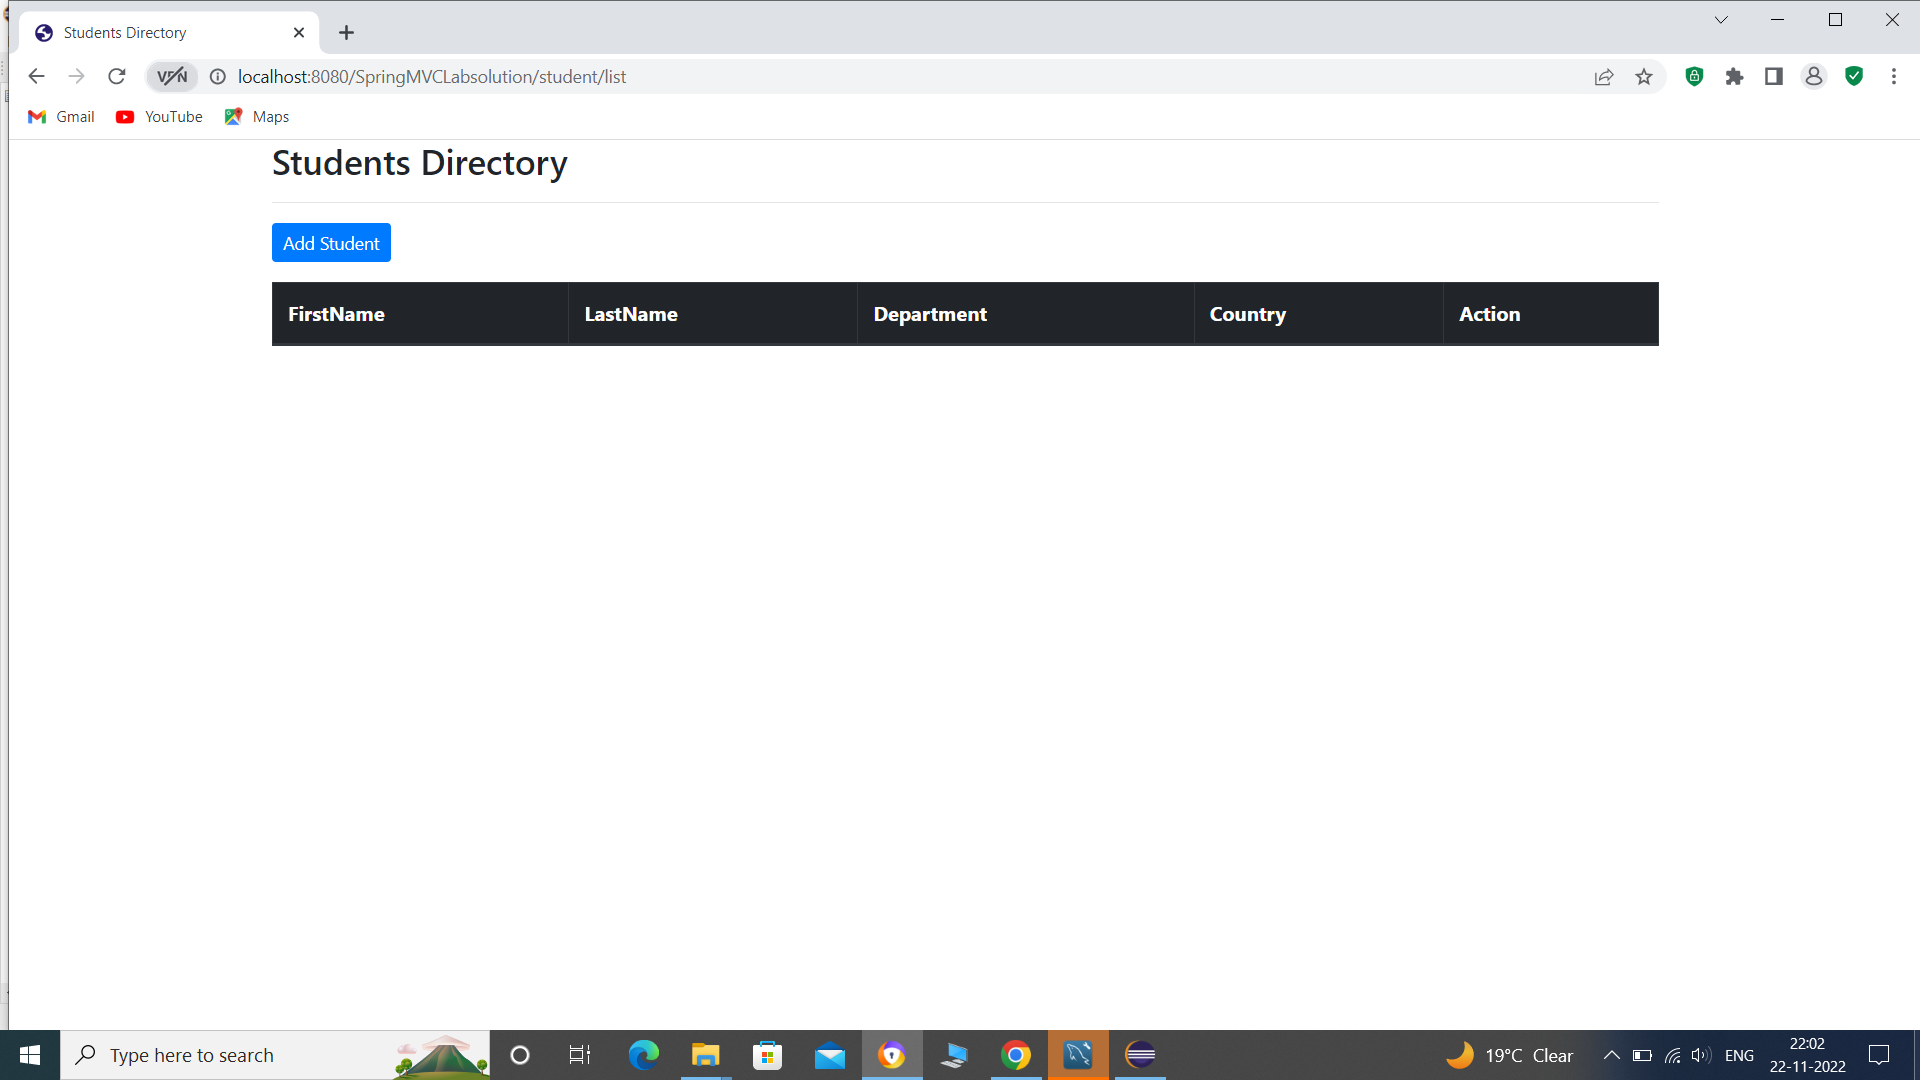 Students Directory
VPN
localhost:8080/SpringMVCLabsolution/student/list
Gmail
YouTube
Maps
Students Directory
Add Student
FirstName LastName Department Country Action
Type here to search
19°C Clear
ENG
22:02
22-11-2022